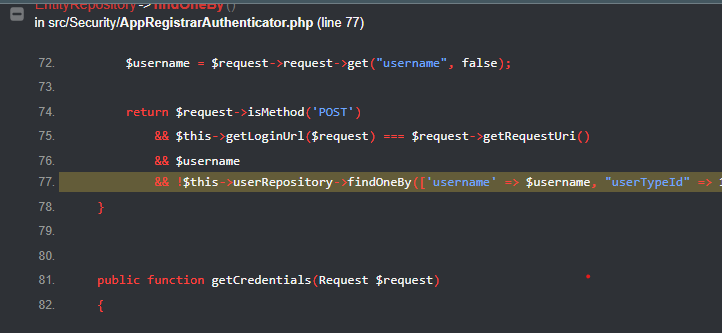 EntityRepository->findOneBy()
in src/Security/AppRegistrarAuthenticator.php (line 77)
72. $username = $request->request->get("username", false);
73.
74. return $request->isMethod('POST')
75. && $this->getLoginUrl($request) === $request->getRequestUri()
76. && $username
77. && !$this->userRepository->findOneBy(['username' => $username, "userTypeId" =>
78. }
79.
80.
81. public function getCredentials(Request $request)
82. {